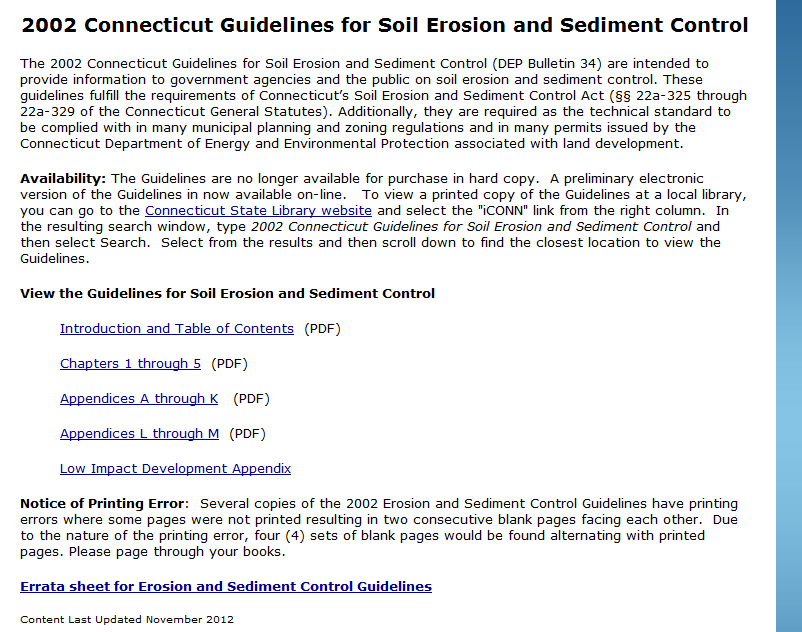 2002 Connecticut Guidelines for Soil Erosion and Sediment Control
The 2002 Connecticut Guidelines for Soil Erosion and Sediment Control (DEP Bulletin 34) are intended to
provide information to government agencies and the public on soil erosion and sediment control. These
guidelines fulfill the requirements of Connecticut’s Soil Erosion and Sediment Control Act (§§ 22a-325 through
22a-329 of the Connecticut General Statutes). Additionally, they are required as the technical standard to
be complied with in many municipal planning and zoning regulations and in many permits issued by the
Connecticut Department of Energy and Environmental Protection associated with land development.
Availability: The Guidelines are no longer available for purchase in hard copy. A preliminary electronic
version of the Guidelines in now available on-line. To view a printed copy of the Guidelines at a local library,
you can go to the Connecticut State Library website and select the "iCONN" link from the right column. In
the resulting search window, type 2002 Connecticut Guidelines for Soil Erosion and Sediment Control and
then select Search. Select from the results and then scroll down to find the closest location to view the
Guidelines.
View the Guidelines for Soil Erosion and Sediment Control
Introduction and Table of Contents (PDF)
Chapters 1 through 5 (PDF)
Appendices A through K (PDF)
Appendices L through M (PDF)
Low Impact Development Appendix
Notice of Printing Error: Several copies of the 2002 Erosion and Sediment Control Guidelines have printing
errors where some pages were not printed resulting in two consecutive blank pages facing each other. Due
to the nature of the printing error, four (4) sets of blank pages would be found alternating with printed
pages. Please page through your books.
Errata sheet for Erosion and Sediment Control Guidelines
Content Last Updated November 2012